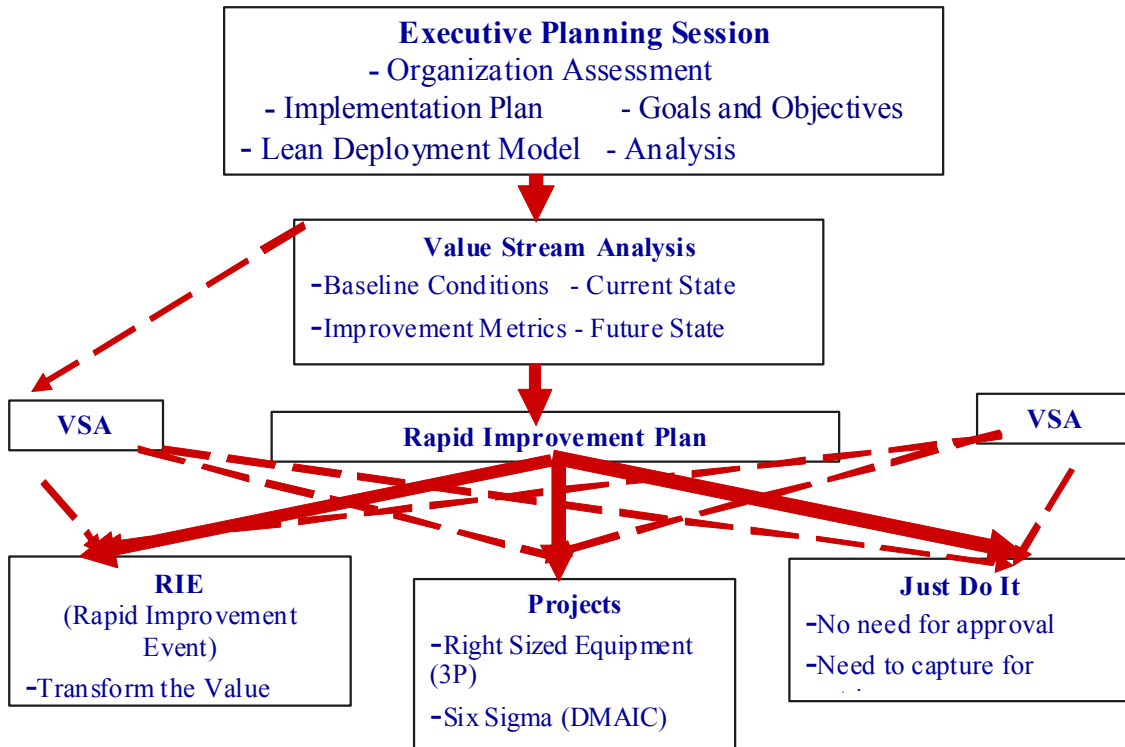 Executive Planning Session
- Organization Assessment
- Implementation Plan - Goals and Objectives
- Lean Deployment Model - Analysis
Value Stream Analysis
-Baseline Conditions - Current State
-Improvement Metrics - Future State
VSA
Rapid Improvement Plan
VSA
RIE
(Rapid Improvement
Event)
-Transform the Value
Projects
-Right Sized Equipment
(3P)
-Six Sigma (DMAIC)
Just Do It
-No need for approval
-Need to capture for